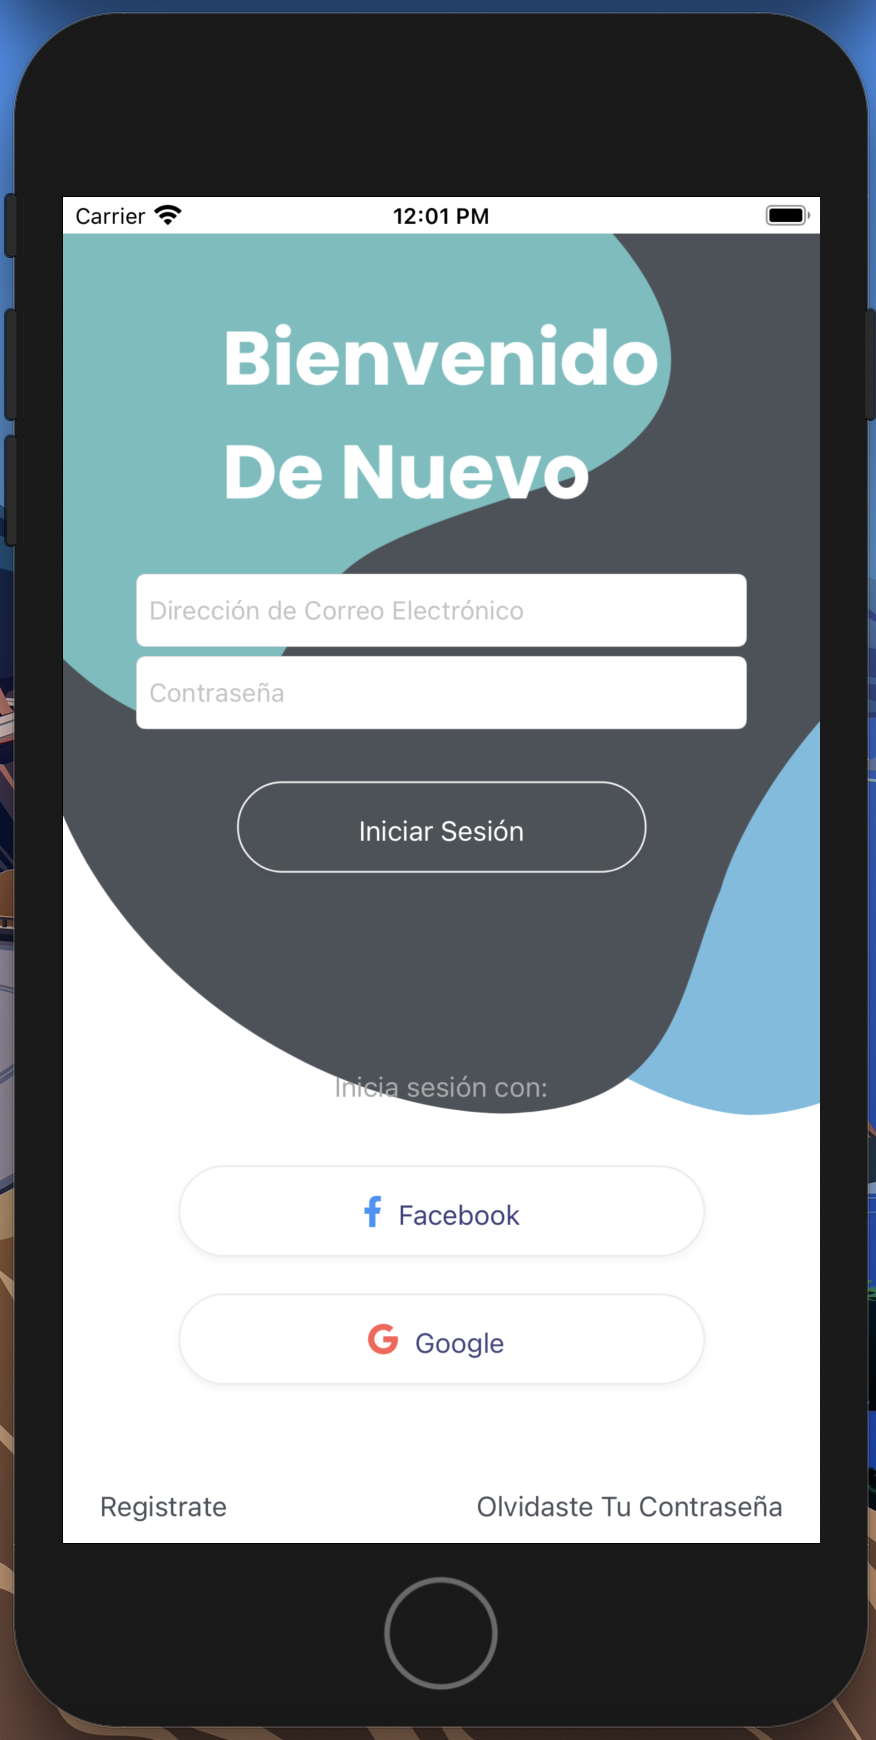 Carrier 12:01 PM
Bienvenido
De Nuevo
Dirección de Correo Electrónico
Contraseña
Iniciar Sesión
Inicia sesión con:
Facebook
Google
Registrate Olvidaste Tu Contraseña